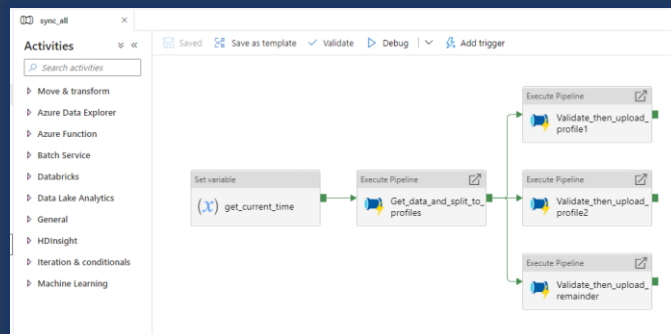 sync_all
Activities
Search activities
Move & transform
Azure Data Explorer
Azure Function
Batch Service
Databricks
Data Lake Analytics
General
HDInsight
Iteration & conditionals
Machine Learning
Saved
Save as template
Validate
Debug
Add trigger
Set variable
(x) get_current_time
Execute Pipeline
Get_data_and_split_to_
profiles
Execute Pipeline
Validate_then_upload_
profile1
Execute Pipeline
Validate_then_upload_
profile2
Execute Pipeline
Validate_then_upload_
remainder